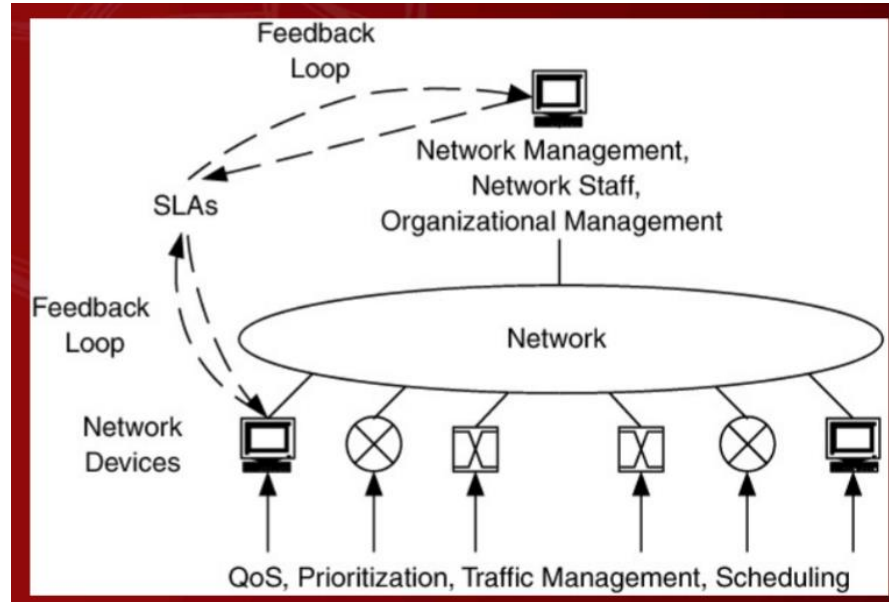 Feedback
Loop
Network Management,
Network Staff,
Organizational Management
SLAs
Feedback
Loop
Network
Network
Devices
QoS, Prioritization, Traffic Management, Scheduling